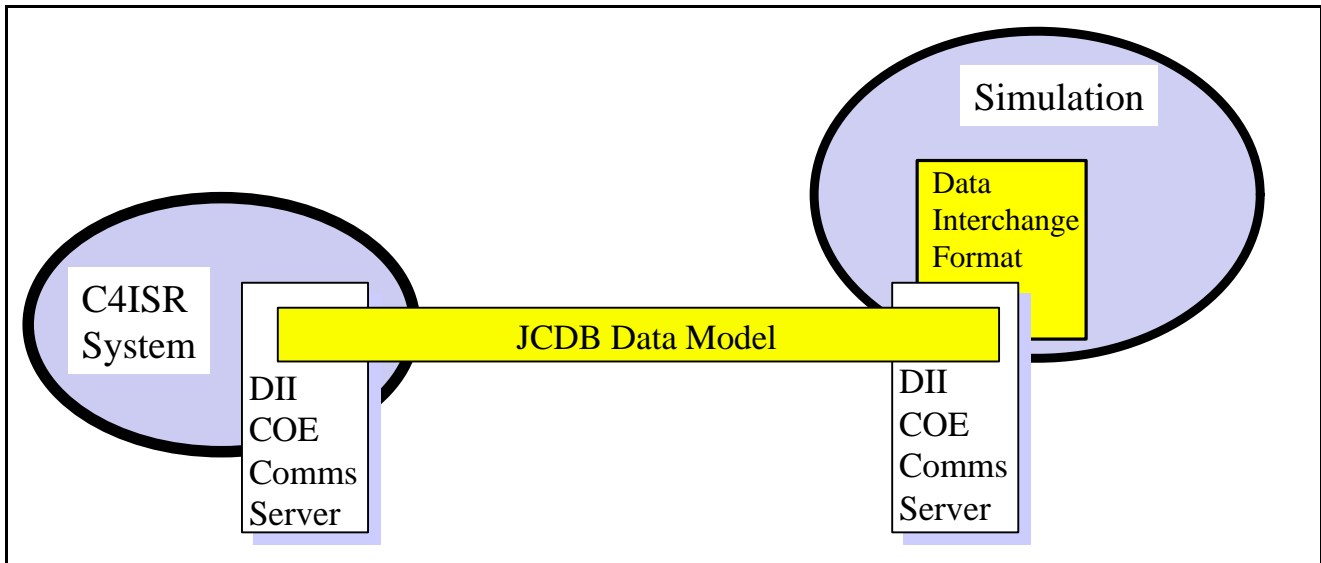 Simulation
Data
Interchange
Format
C4ISR
System
JCDB Data Model
DII
COE
Comms
Server
DII
COE
Comms
Server